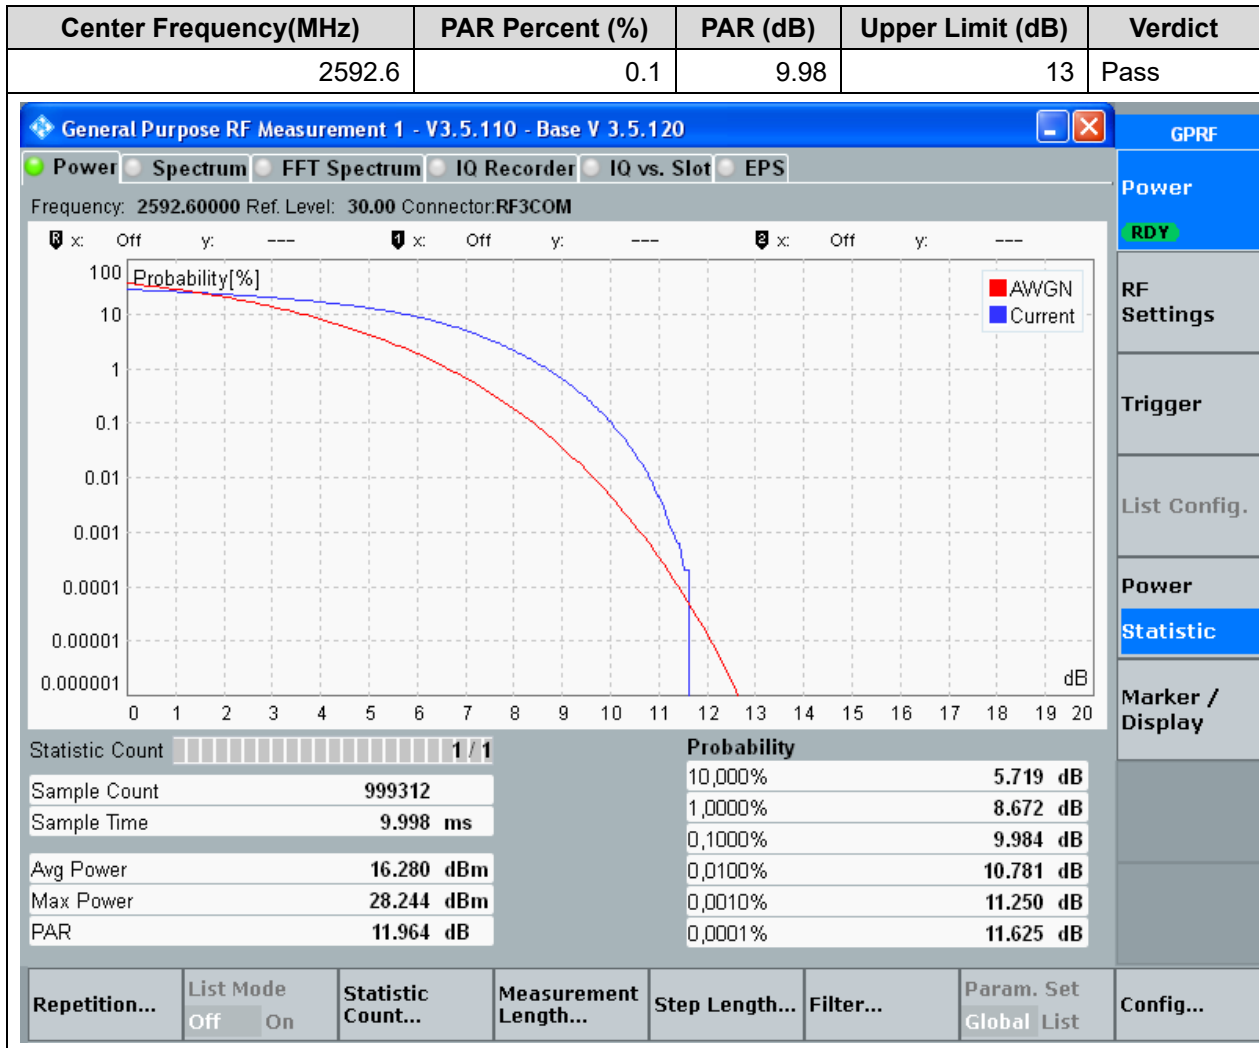 Center Frequency(MHz) PAR Percent (%) PAR (dB) Upper Limit (dB) Verdict
2592.6 0.1 9.98 13 Pass
General Purpose RF Measurement 1 - V3.5.110 - Base V 3.5.120
GPRF
Power Spectrum FFT Spectrum IQ Recorder IQ vs. Slot EPS
Power
RDY
Frequency: 2592.60000 Ref. Level: 30.00 Connector:RF3COM
R x: Off y: --- 1 x: Off y: --- 2 x: Off y: ---
Probability[%]
AWGN
Current
100
10
1
0.1
0.01
0.001
0.0001
0.00001
0.000001
dB
0 1 2 3 4 5 6 7 8 9 10 11 12 13 14 15 16 17 18 19 20
RF
Settings
Trigger
List Config.
Power
Statistic
Marker /
Display
Statistic Count 1 / 1
Sample Count 999312
Sample Time 9.998 ms
Avg Power 16.280 dBm
Max Power 28.244 dBm
PAR 11.964 dB
Probability
10,000% 5.719 dB
1,0000% 8.672 dB
0,1000% 9.984 dB
0,0100% 10.781 dB
0,0010% 11.250 dB
0,0001% 11.625 dB
Repetition...
List Mode
Off On
Statistic
Count...
Measurement
Length...
Step Length...
Filter...
Param. Set
Global List
Config...